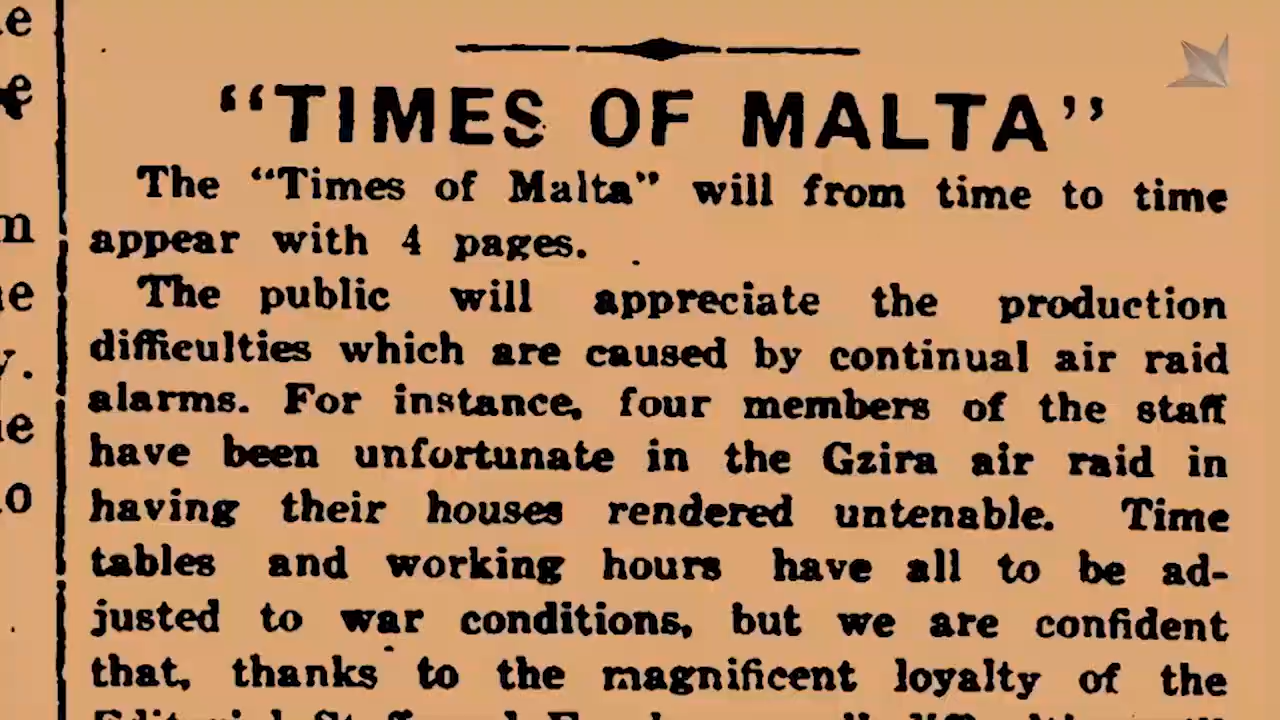 "TIMES OF MALTA"
The "Times of Malta" will from time to time
appear with 4 pages.
The public will appreciate the production
difficulties which are caused by continual air raid
alarms. For instance, four members of the staff
have been unfortunate in the Gzira air raid in
having their houses rendered untenable. Time
tables and working hours have all to be ad-
justed to war conditions, but we are confident
that, thanks to the magnificent loyalty of the